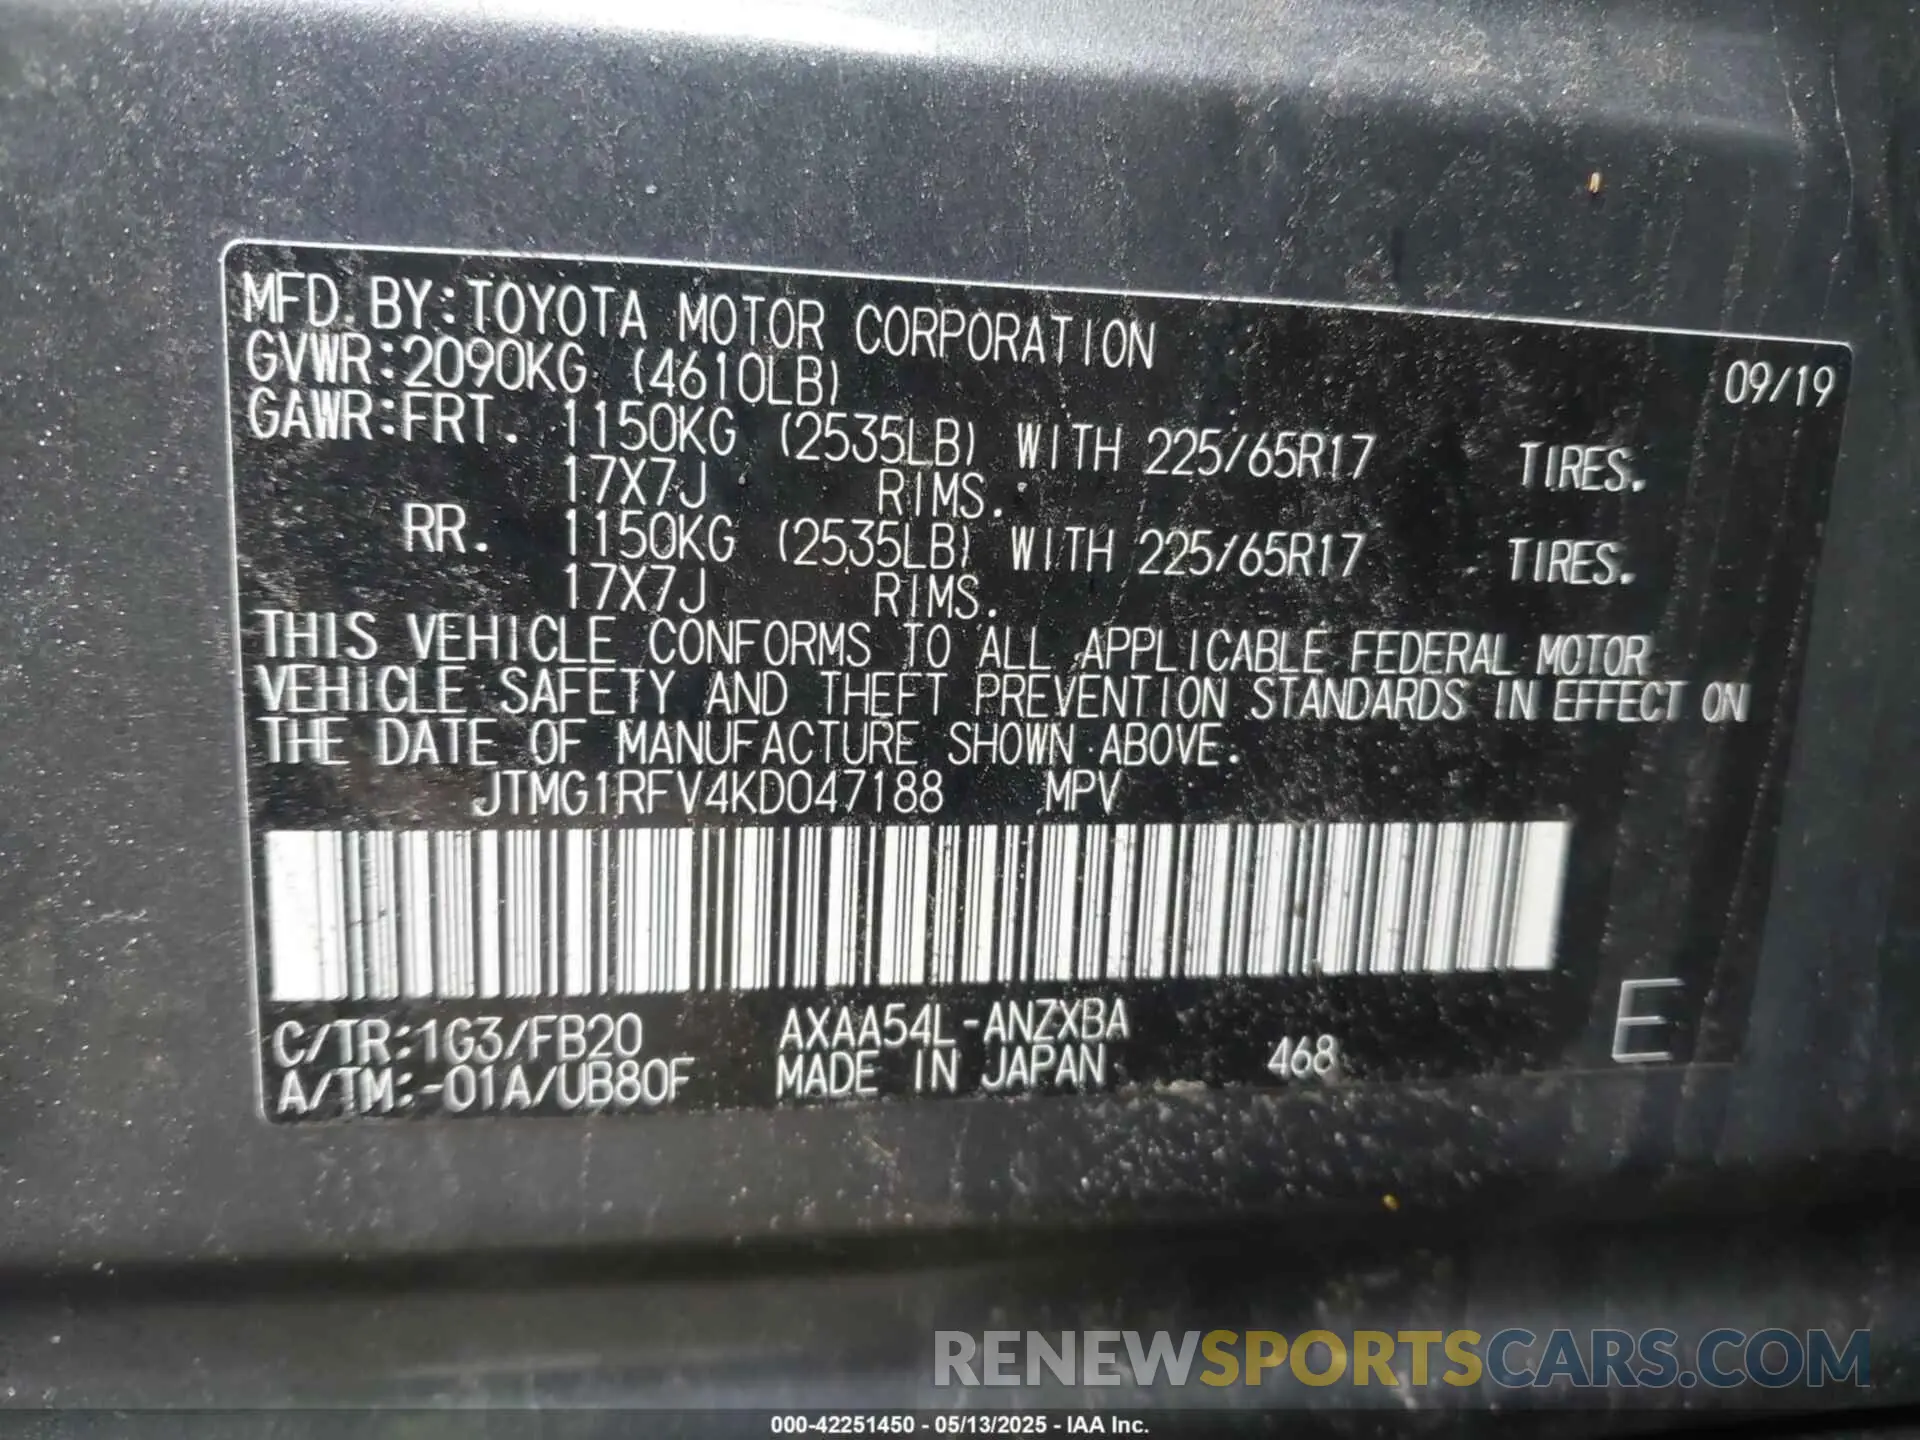 MFD. BY:TOYOTA MOTOR CORPORATION 09/19
GVWR:2090KG (4610LB)
GAWR:FRT. 1150KG (2535LB) WITH 225/65R17 TIRES.
17X7J RIMS.
RR. 1150KG (2535LB) WITH 225/65R17 TIRES.
17X7J RIMS.
THIS VEHICLE CONFORMS TO ALL APPLICABLE FEDERAL MOTOR
VEHICLE SAFETY AND THEFT PREVENTION STANDARDS IN EFFECT ON
THE DATE OF MANUFACTURE SHOWN ABOVE.
JTMG1RFV4KD047188 MPV
C/TR:1G3/FB20 AXAA54L-ANZXBA
A/TM:-01A/UB80F MADE IN JAPAN 468 E
RENEWSPORTSCARS.COM
000-42251450 - 05/13/2025 - IAA Inc.